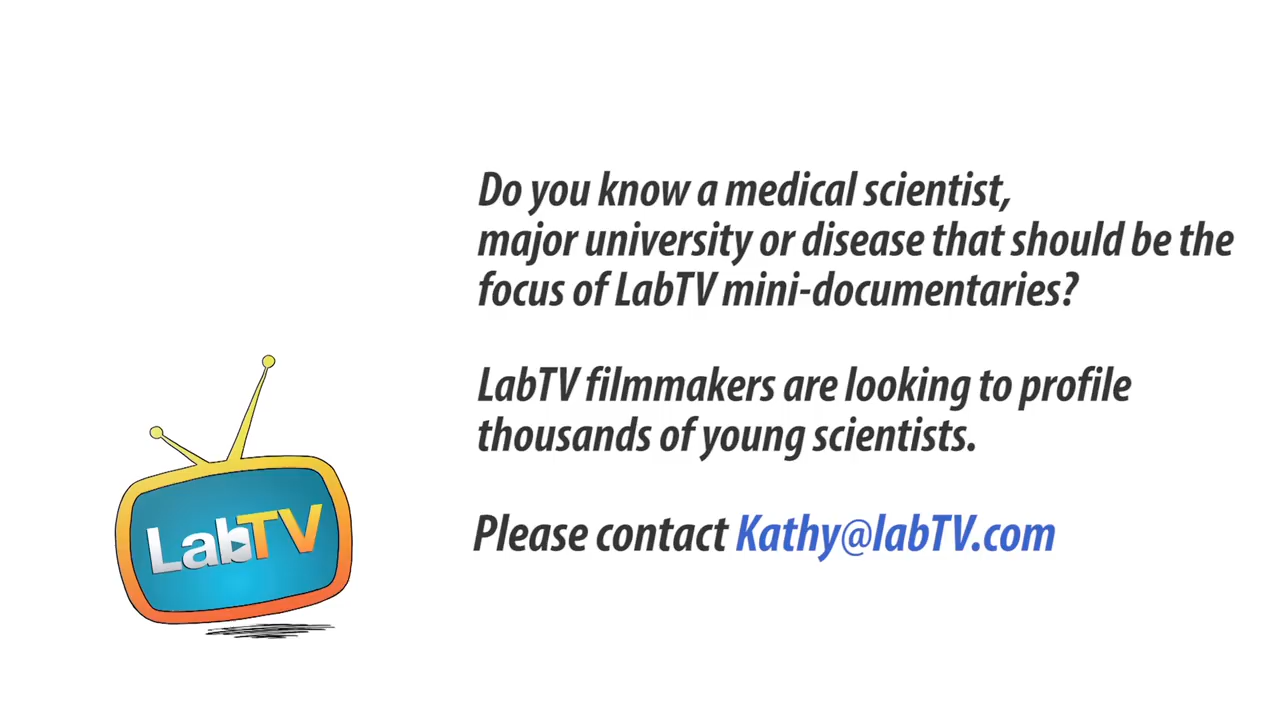 Do you know a medical scientist,
major university or disease that should be the
focus of LabTV mini-documentaries?
LabTV filmmakers are looking to profile
thousands of young scientists.
Please contact Kathy@labTV.com
LabTV